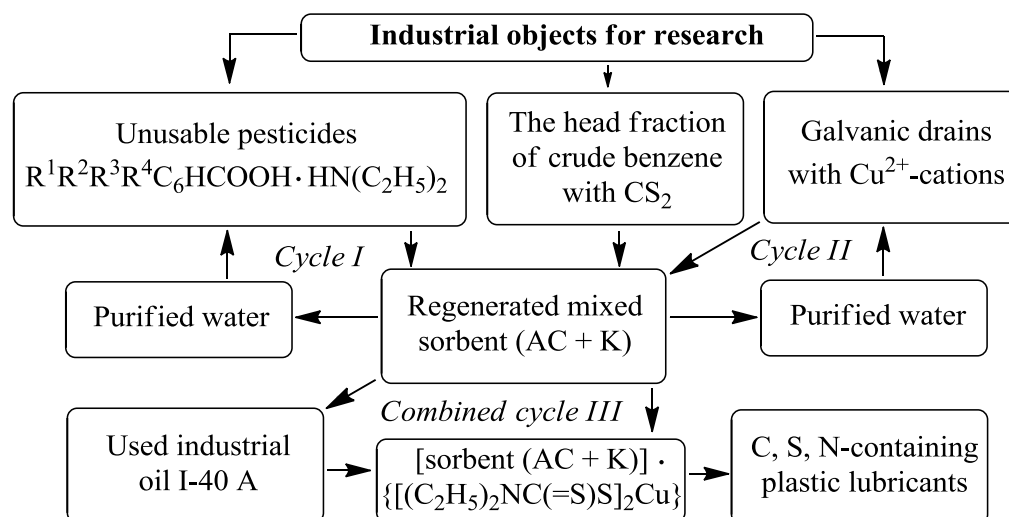 Industrial objects for research
Unusable pesticides
R¹R²R³R⁴C₆HCOOH·HN(C₂H₅)₂
The head fraction
of crude benzene
with CS₂
Galvanic drains
with Cu²⁺-cations
Cycle I
Cycle II
Purified water
Regenerated mixed
sorbent (AC + K)
Purified water
Combined cycle III
Used industrial
oil I-40 A
[sorbent (AC + K)] ·
{[(C₂H₅)₂NC(=S)S]₂Cu}
C, S, N-containing
plastic lubricants